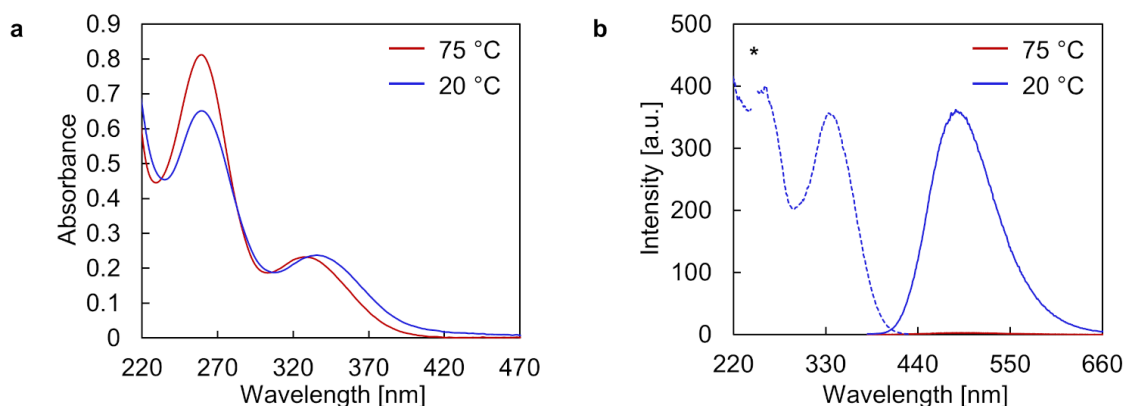 a
0.9
0.8
0.7
0.6
0.5
0.4
0.3
0.2
0.1
0
Absorbance
75 °C
20 °C
220 270 320 370 420 470
Wavelength [nm]
b
500
400
300
200
100
0
Intensity [a.u.]
*
75 °C
20 °C
220 330 440 550 660
Wavelength [nm]